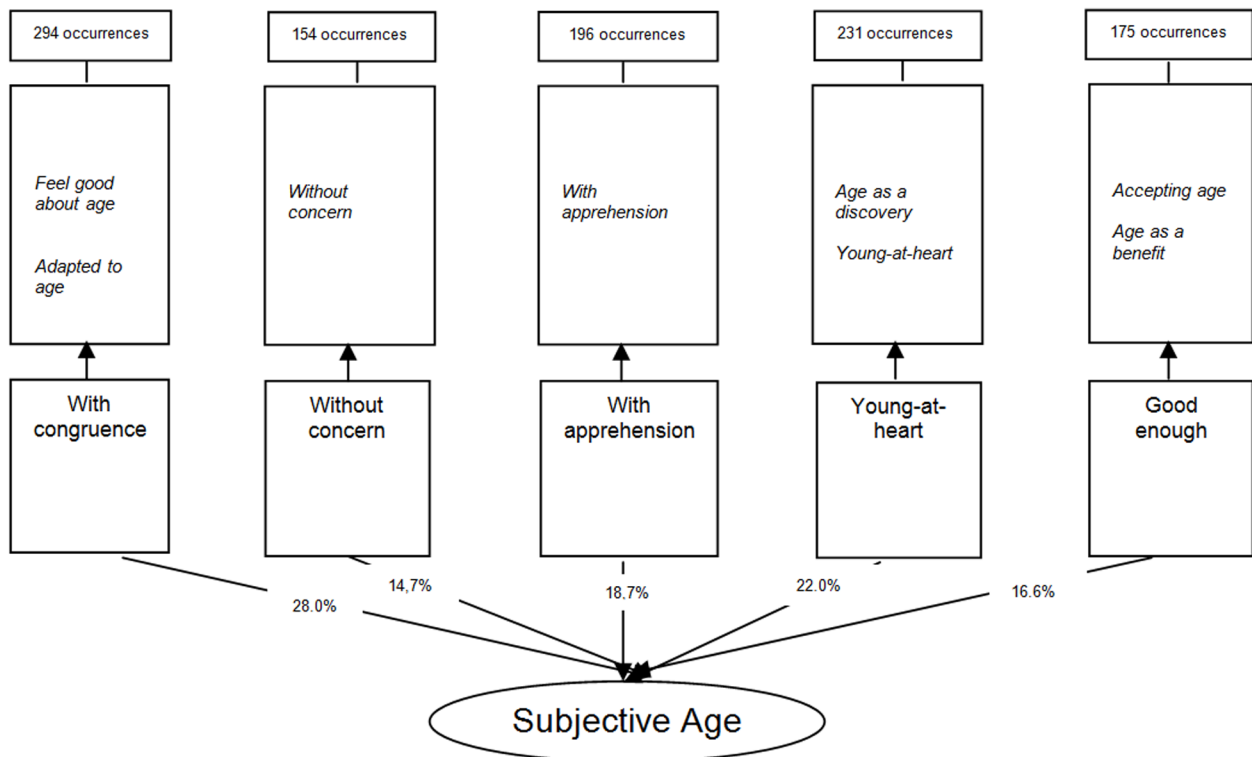 294 occurrences
154 occurrences
196 occurrences
231 occurrences
175 occurrences
Feel good
about age
Adapted to
age
Without
concern
With
apprehension
Age as a
discovery
Young-at-heart
Accepting age
Age as a
benefit
With
congruence
Without
concern
With
apprehension
Young-at-
heart
Good
enough
28.0%
14,7%
18.7%
22.0%
16.6%
Subjective Age